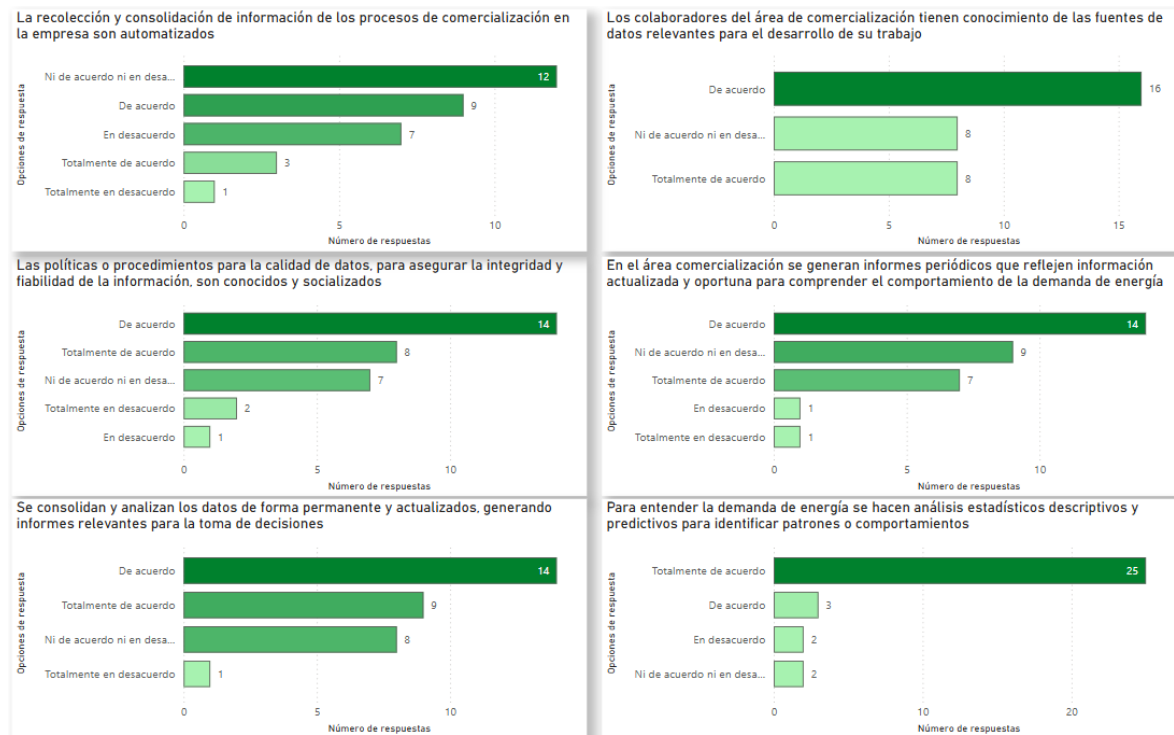 La recolección y consolidación de información de los procesos de comercialización en
la empresa son automatizados
Opciones de respuesta
Ni de acuerdo ni en desa...
12
De acuerdo
9
En desacuerdo
7
Totalmente de acuerdo
3
Totalmente en desacuerdo
1
0
5
10
Número de respuestas
Los colaboradores del área de comercialización tienen conocimiento de las fuentes de
datos relevantes para el desarrollo de su trabajo
Opciones de respuesta
De acuerdo
16
Ni de acuerdo ni en desa...
8
Totalmente de acuerdo
8
0
5
10
15
Número de respuestas
Las políticas o procedimientos para la calidad de datos, para asegurar la integridad y
fiabilidad de la información, son conocidos y socializados
Opciones de respuesta
De acuerdo
14
Totalmente de acuerdo
8
Ni de acuerdo ni en desa...
7
Totalmente en desacuerdo
2
En desacuerdo
1
0
5
10
Número de respuestas
En el área comercialización se generan informes periódicos que reflejen información
actualizada y oportuna para comprender el comportamiento de la demanda de energía
Opciones de respuesta
De acuerdo
14
Ni de acuerdo ni en desa...
9
Totalmente de acuerdo
7
En desacuerdo
1
Totalmente en desacuerdo
1
0
5
10
Número de respuestas
Se consolidan y analizan los datos de forma permanente y actualizados, generando
informes relevantes para la toma de decisiones
Opciones de respuesta
De acuerdo
14
Totalmente de acuerdo
9
Ni de acuerdo ni en desa...
8
Totalmente en desacuerdo
1
0
5
10
Número de respuestas
Para entender la demanda de energía se hacen análisis estadísticos descriptivos y
predictivos para identificar patrones o comportamientos
Opciones de respuesta
Totalmente de acuerdo
25
De acuerdo
3
En desacuerdo
2
Ni de acuerdo ni en desa...
2
0
10
20
Número de respuestas